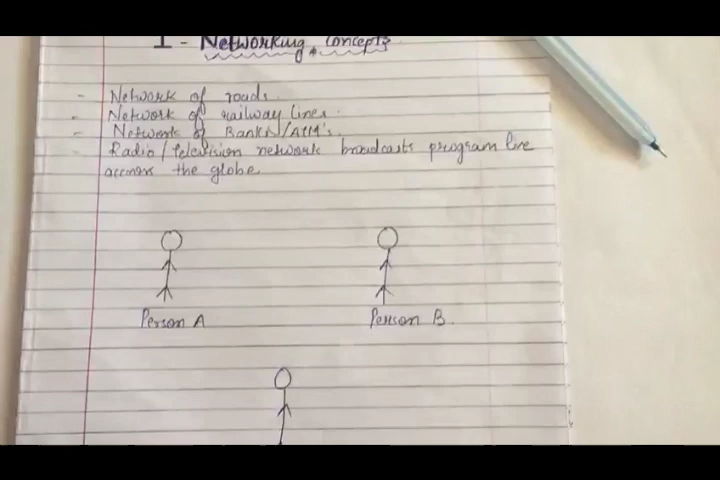 1 - Networking Concepts
- Network of roads.
- Network of railway lines.
- Network of Banks/ATM's.
- Radio/Television network broadcasts program live
accross the globe.
Person A
Person B